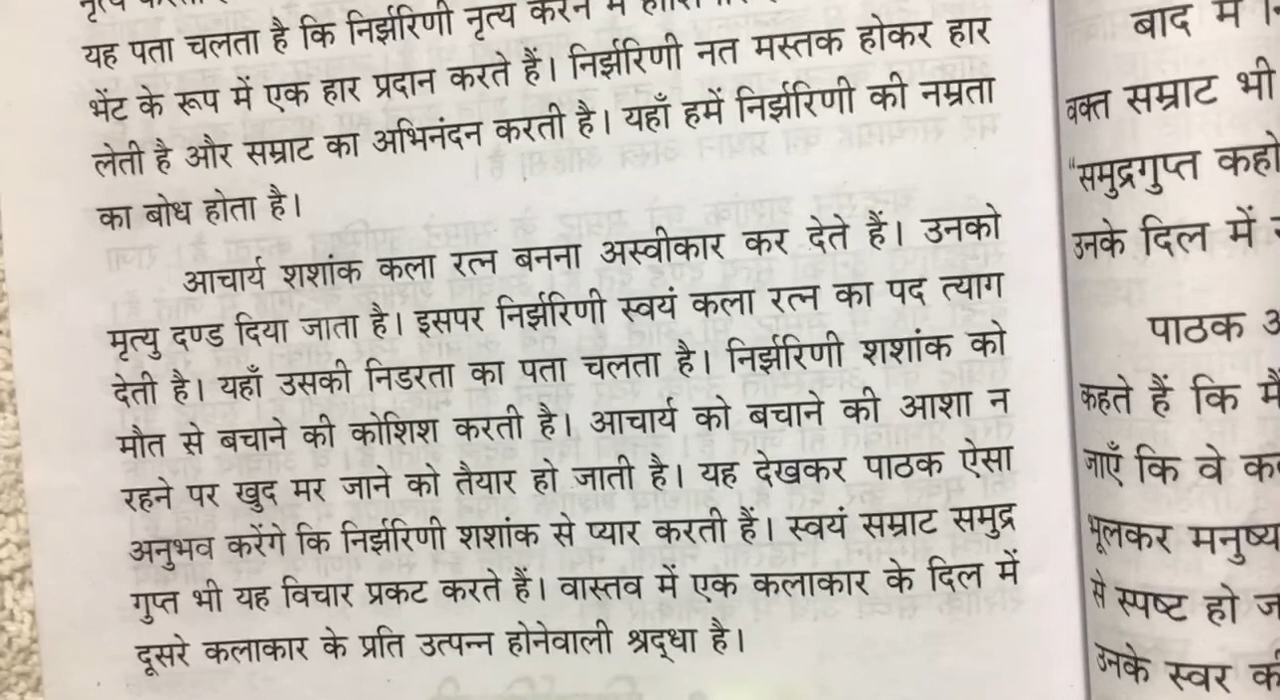 यह पता चलता है कि निर्झरिणी नृत्य करने में
भेंट के रूप में एक हार प्रदान करते हैं। निर्झरिणी नत मस्तक होकर हार
लेती है और सम्राट का अभिनंदन करती है। यहाँ हमें निर्झरिणी की नम्रता
का बोध होता है।
आचार्य शशांक कला रत्न बनना अस्वीकार कर देते हैं। उनको
मृत्यु दण्ड दिया जाता है। इसपर निर्झरिणी स्वयं कला रत्न का पद त्याग
देती है। यहाँ उसकी निडरता का पता चलता है। निर्झरिणी शशांक को
मौत से बचाने की कोशिश करती है। आचार्य को बचाने की आशा न
रहने पर खुद मर जाने को तैयार हो जाती है। यह देखकर पाठक ऐसा
अनुभव करेंगे कि निर्झरिणी शशांक से प्यार करती हैं। स्वयं सम्राट समुद्र
गुप्त भी यह विचार प्रकट करते हैं। वास्तव में एक कलाकार के दिल में
दूसरे कलाकार के प्रति उत्पन्न होनेवाली श्रद्धा है।
बाद में
वक्त सम्राट भी
"समुद्रगुप्त कहो
उनके दिल में
पाठक
कहते हैं कि मैं
जाएँ कि वे
भूलकर मनुष्य
से स्पष्ट हो
उनके स्वर